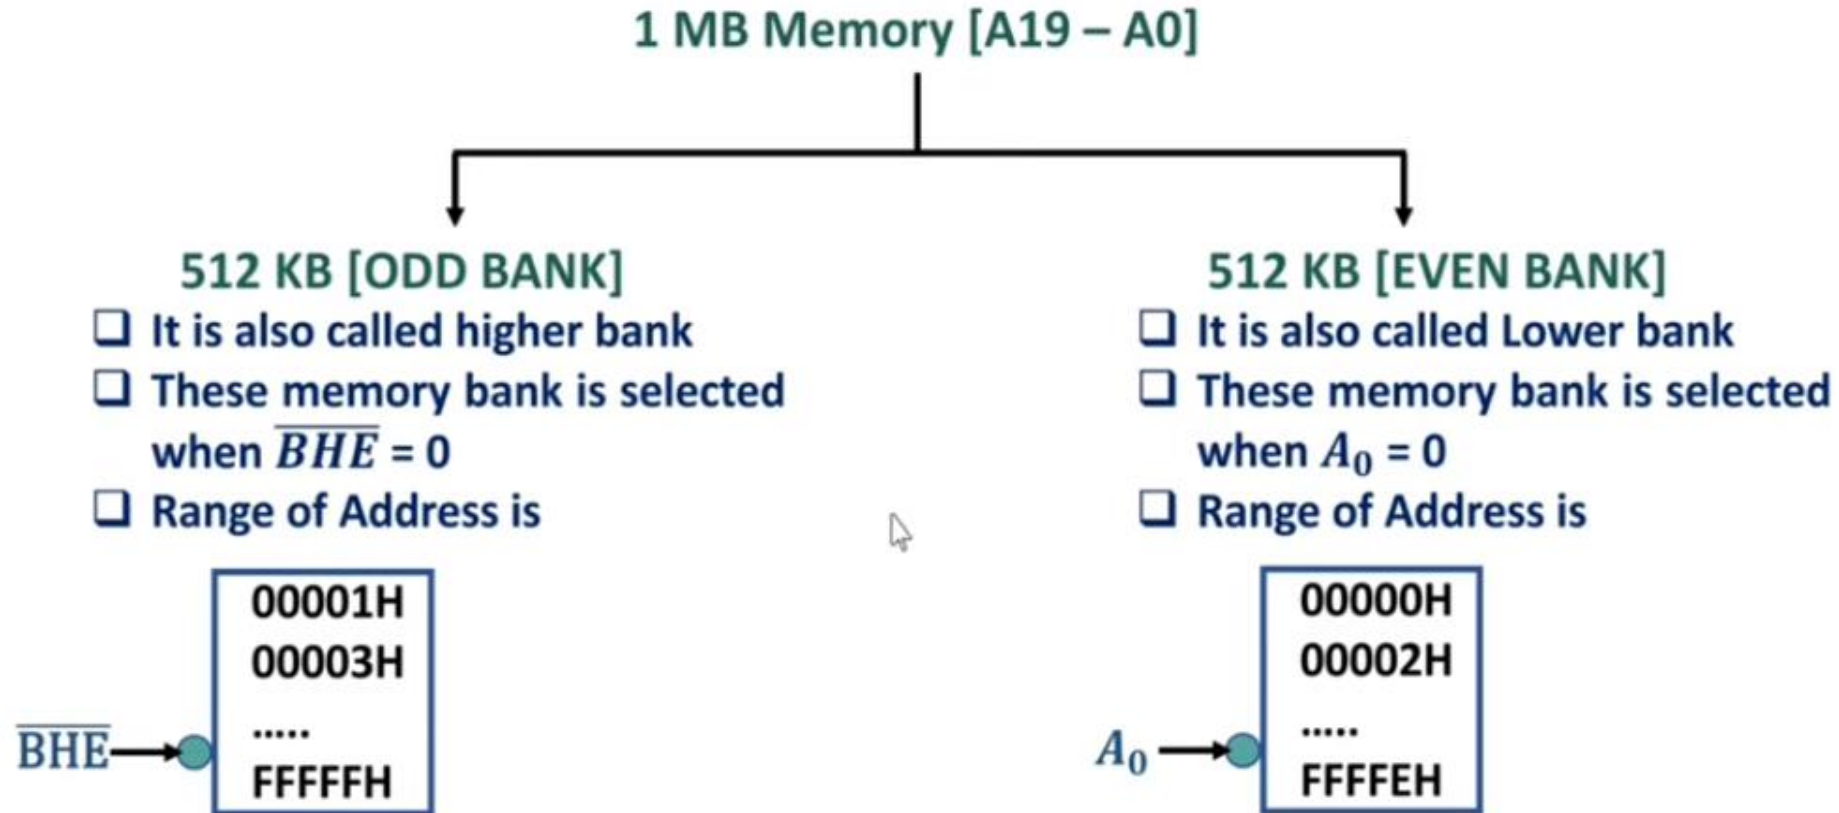 1 MB Memory [A19 – A0]
512 KB [ODD BANK]
❑ It is also called higher bank
❑ These memory bank is selected
when B̅H̅E̅ = 0
❑ Range of Address is
00001H
00003H
.....
FFFFFH
B̅H̅E̅
512 KB [EVEN BANK]
❑ It is also called Lower bank
❑ These memory bank is selected
when A₀ = 0
❑ Range of Address is
00000H
00002H
.....
FFFFEH
A₀